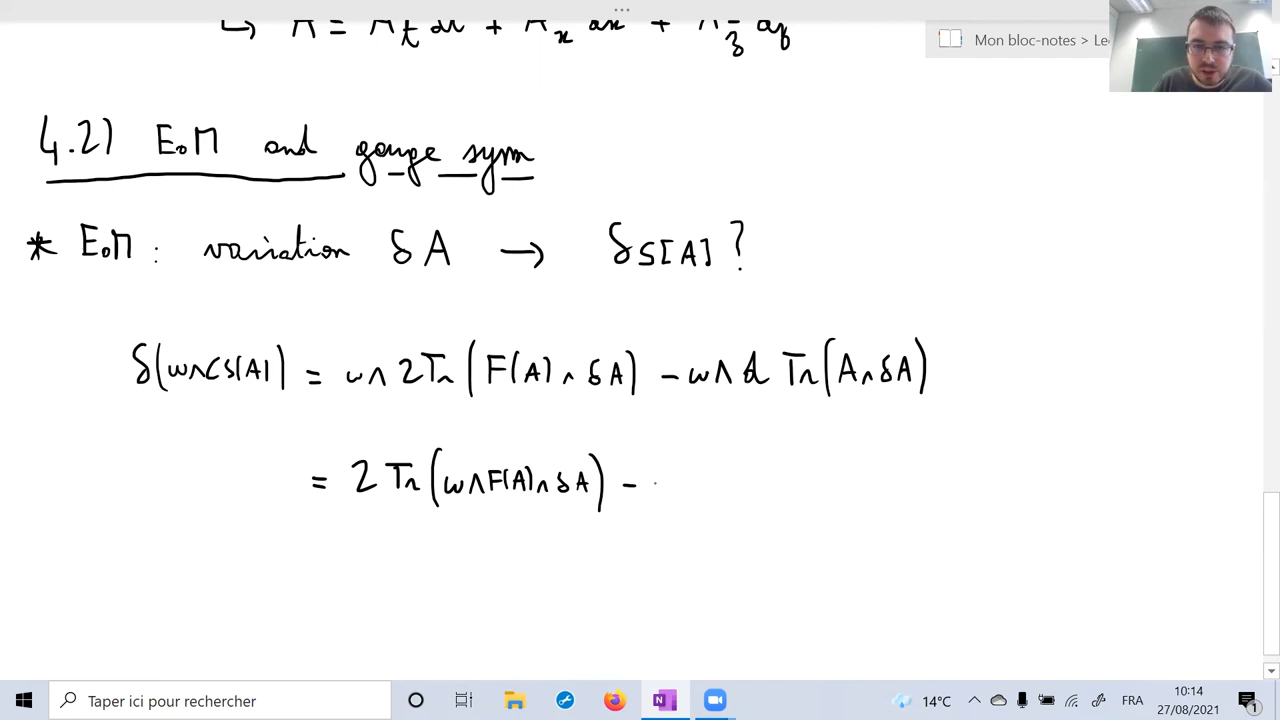 ↳ A = A_t dt + A_x dx + A_z̄ dz̄
Mon bloc-notes > Le
4.2) EoM and gauge sym
* EoM : variation δA → δS[A] ?
δ(ω∧CS(A)) = ω∧ 2Tr(F(A)∧δA) − ω∧d Tr(A∧δA)
= 2Tr(ω∧F(A)∧δA) −
Taper ici pour rechercher
14°C
FRA
10:14
27/08/2021
1